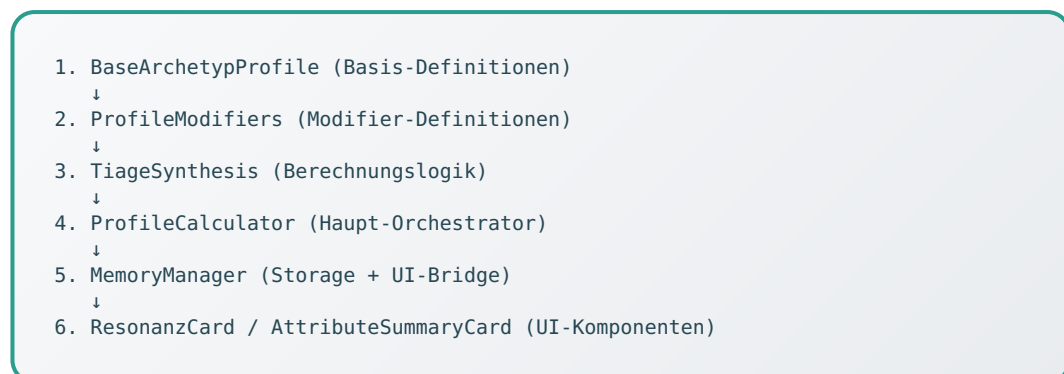 1. BaseArchetypProfile (Basis-Definitionen)
↓
2. ProfileModifiers (Modifier-Definitionen)
↓
3. TiageSynthesis (Berechnungslogik)
↓
4. ProfileCalculator (Haupt-Orchestrator)
↓
5. MemoryManager (Storage + UI-Bridge)
↓
6. ResonanzCard / AttributeSummaryCard (UI-Komponenten)